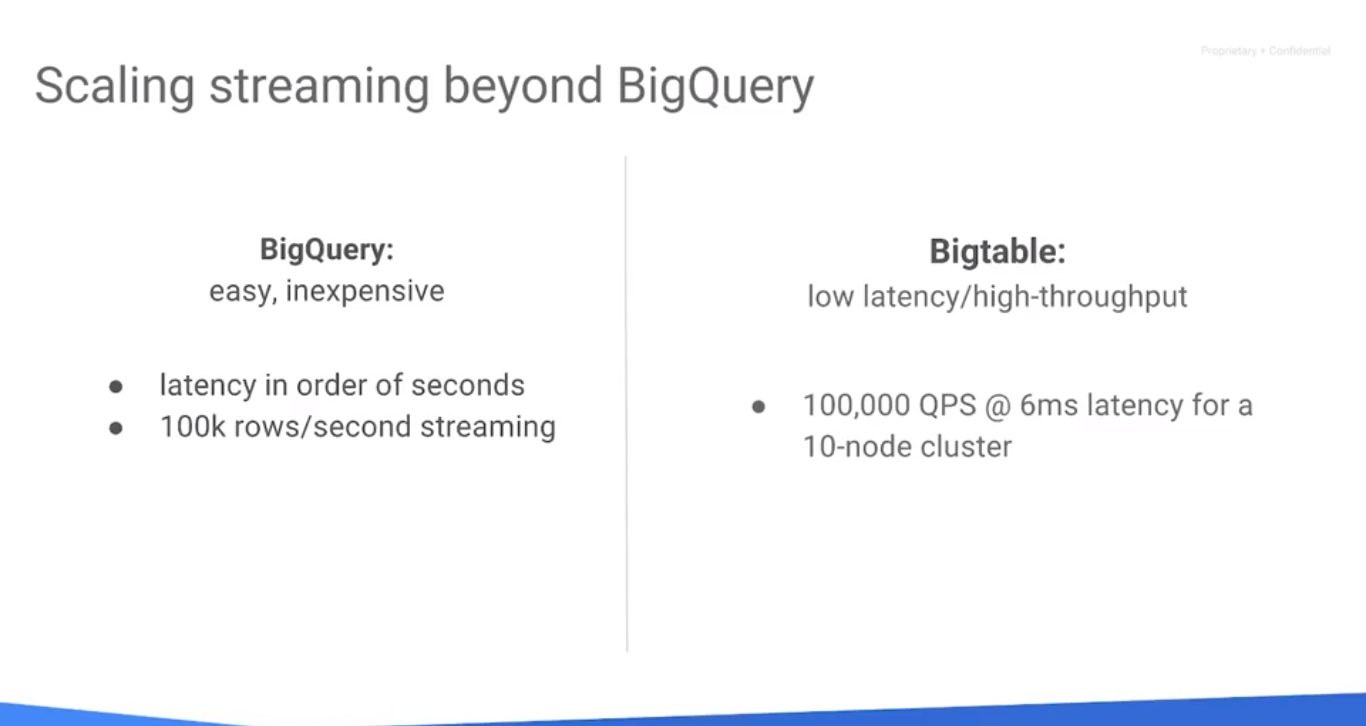 Proprietary + Confidential
Scaling streaming beyond BigQuery
BigQuery:
easy, inexpensive
● latency in order of seconds
● 100k rows/second streaming
Bigtable:
low latency/high-throughput
● 100,000 QPS @ 6ms latency for a
10-node cluster